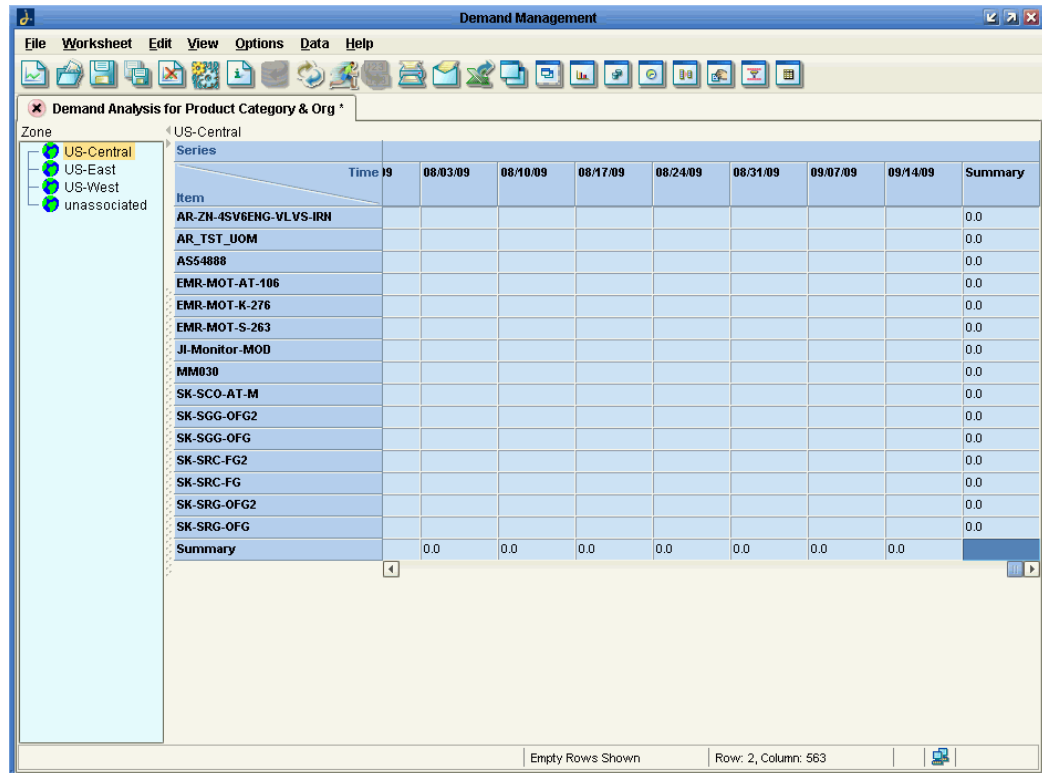 Demand Management
File Worksheet Edit View Options Data Help
Demand Analysis for Product Category & Org *
Zone
US-Central
US-East
US-West
unassociated
US-Central
Series
Time 09 08/03/09 08/10/09 08/17/09 08/24/09 08/31/09 09/07/09 09/14/09 Summary
Item
AR-ZN-4SV6ENG-VLVS-IRN 0.0
AR_TST_UOM 0.0
AS54888 0.0
EMR-MOT-AT-106 0.0
EMR-MOT-K-276 0.0
EMR-MOT-S-263 0.0
JI-Monitor-MOD 0.0
MM030 0.0
SK-SCO-AT-M 0.0
SK-SGG-OFG2 0.0
SK-SGG-OFG 0.0
SK-SRC-FG2 0.0
SK-SRC-FG 0.0
SK-SRG-OFG2 0.0
SK-SRG-OFG 0.0
Summary 0.0 0.0 0.0 0.0 0.0 0.0 0.0
Empty Rows Shown Row: 2, Column: 563